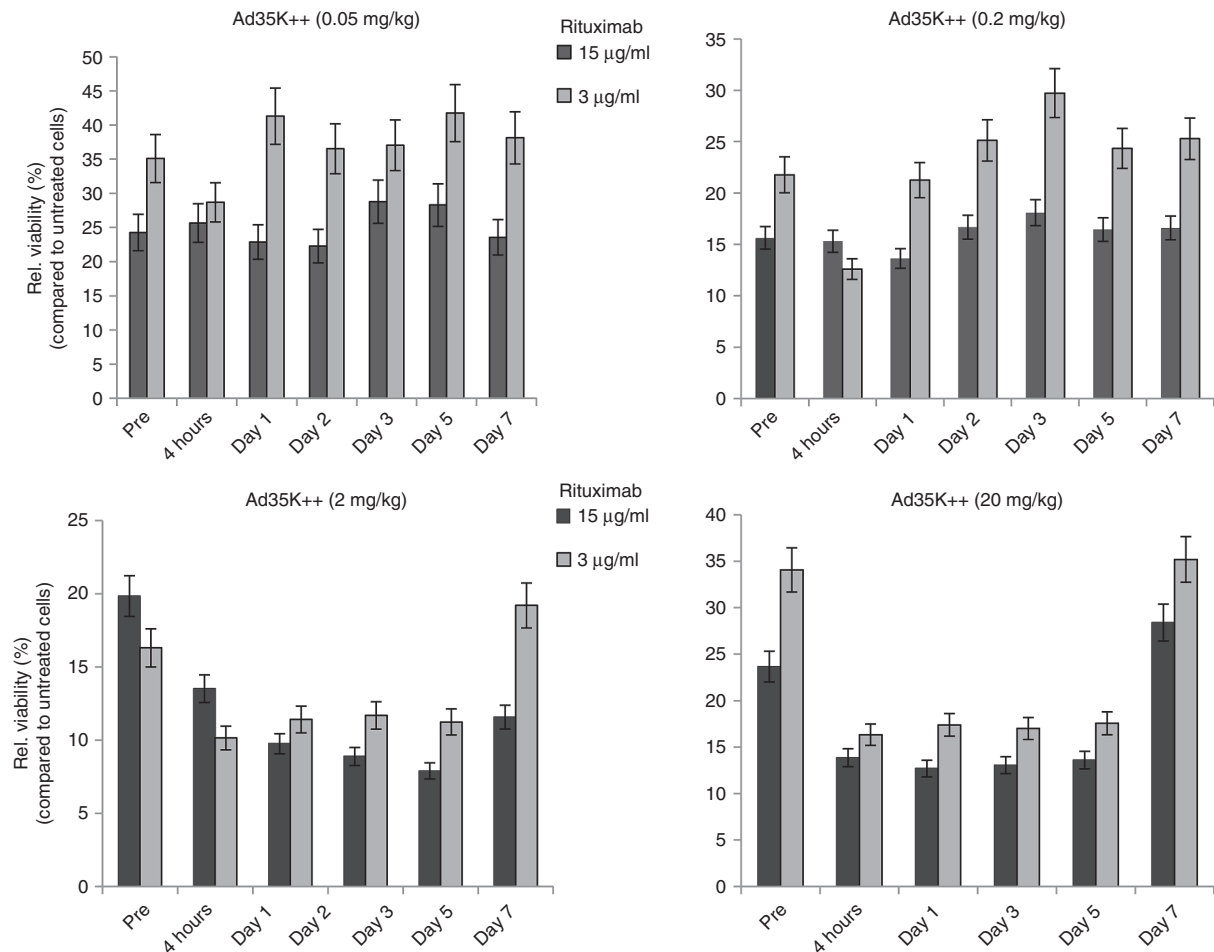 Ad35K++ (0.05 mg/kg)
Rituximab
15 μg/ml
3 μg/ml
50
45
40
35
30
25
20
15
10
5
0
Rel. viability (%)
(compared to untreated cells)
Pre
4 hours
Day 1
Day 2
Day 3
Day 5
Day 7
Ad35K++ (0.2 mg/kg)
35
30
25
20
15
10
5
0
Pre
4 hours
Day 1
Day 2
Day 3
Day 5
Day 7
Ad35K++ (2 mg/kg)
Rituximab
15 μg/ml
3 μg/ml
25
20
15
10
5
0
Rel. viability (%)
(compared to untreated cells)
Pre
4 hours
Day 1
Day 2
Day 3
Day 5
Day 7
Ad35K++ (20 mg/kg)
40
35
30
25
20
15
10
5
0
Pre
4 hours
Day 1
Day 3
Day 5
Day 7